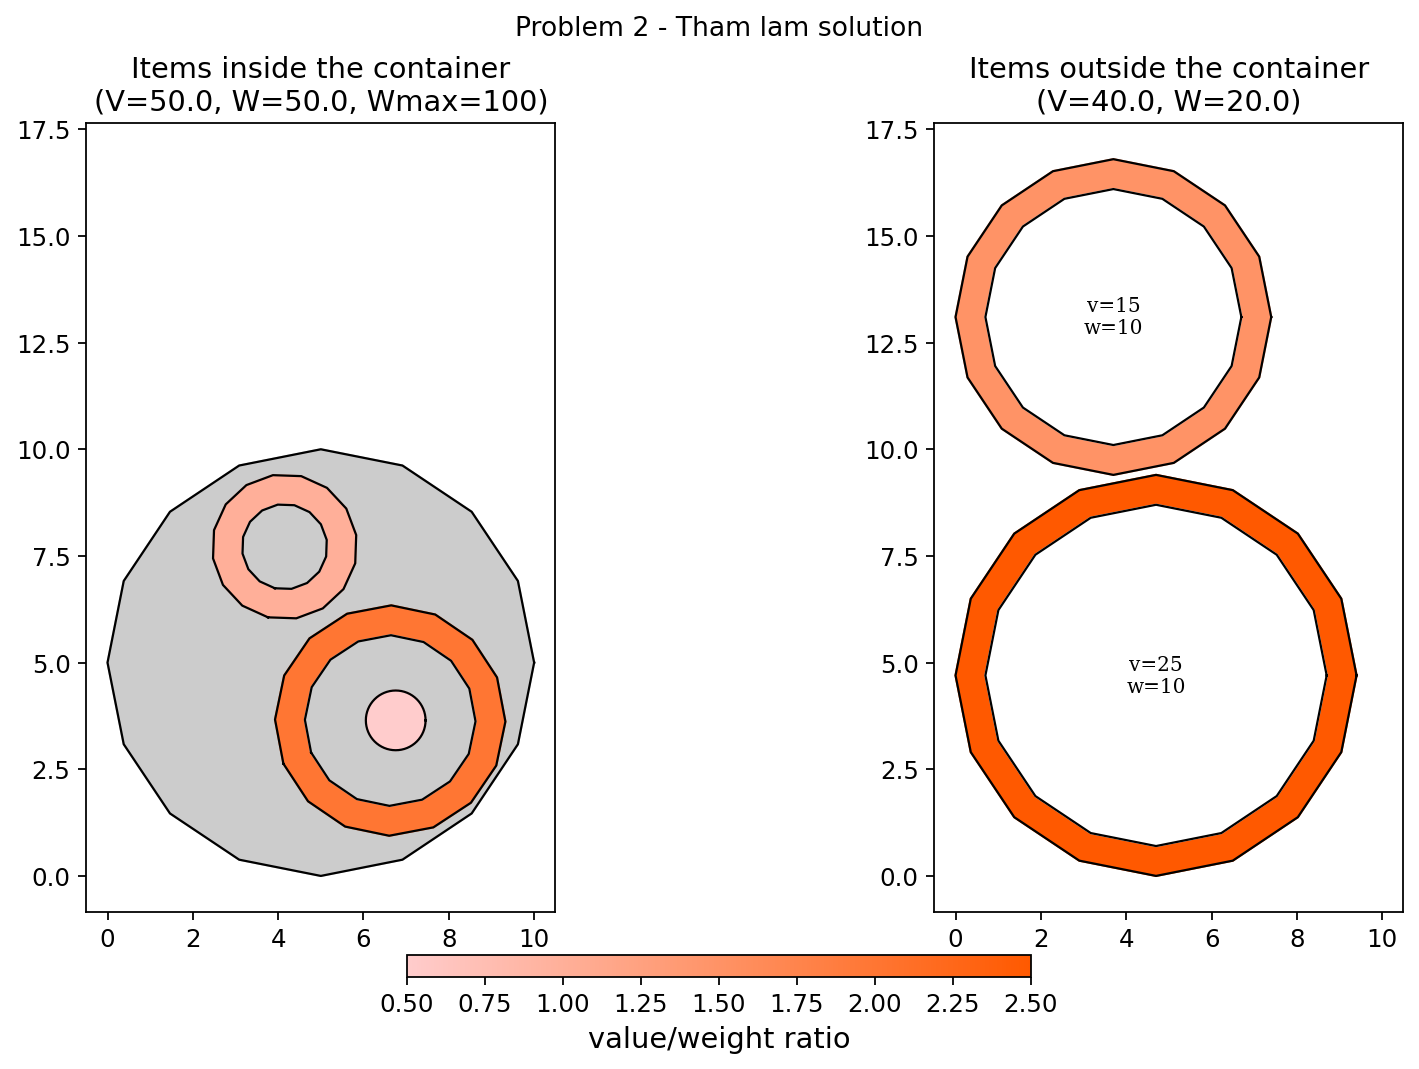 Problem 2 - Tham lam solution
Items inside the container
(V=50.0, W=50.0, Wmax=100)
17.5
15.0
12.5
10.0
7.5
5.0
2.5
0.0
0 2 4 6 8 10
Items outside the container
(V=40.0, W=20.0)
17.5
15.0
12.5
10.0
7.5
5.0
2.5
0.0
v=15
w=10
v=25
w=10
0 2 4 6 8 10
0.50 0.75 1.00 1.25 1.50 1.75 2.00 2.25 2.50
value/weight ratio